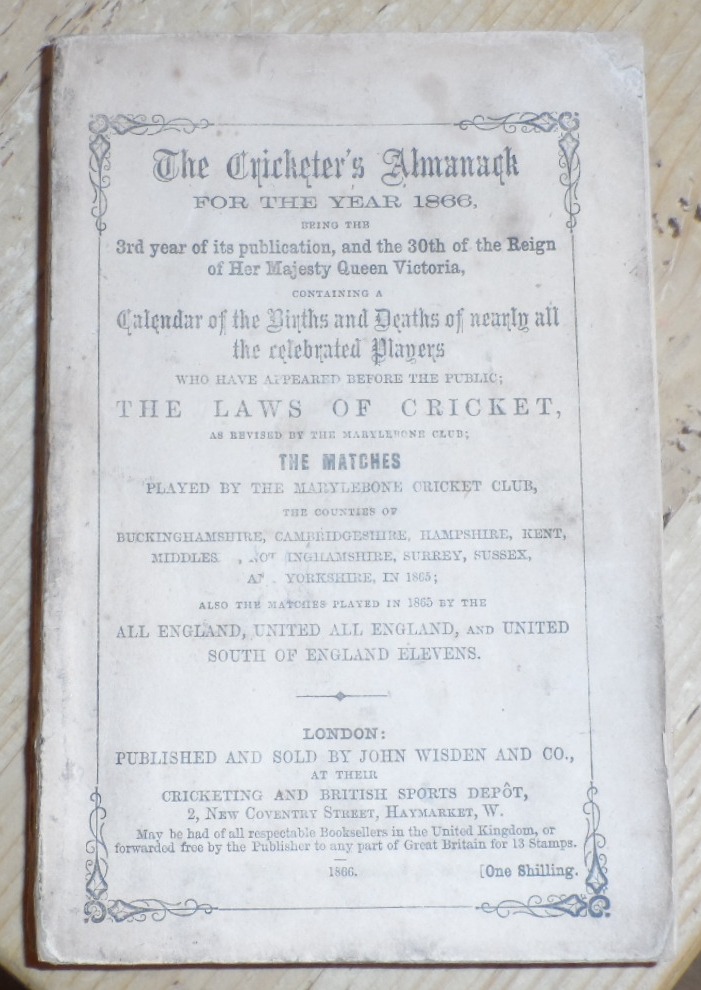 The Cricketer's Almanack
FOR THE YEAR 1866,
BEING THE
3rd year of its publication, and the 30th of the Reign
of Her Majesty Queen Victoria,
CONTAINING A
Calendar of the Births and Deaths of nearly all
the celebrated Players
WHO HAVE APPEARED BEFORE THE PUBLIC;
THE LAWS OF CRICKET,
AS REVISED BY THE MARYLEBONE CLUB;
THE MATCHES
PLAYED BY THE MARYLEBONE CRICKET CLUB,
THE COUNTIES OF
BUCKINGHAMSHIRE, CAMBRIDGESHIRE, HAMPSHIRE, KENT,
MIDDLES , NOT INGHAMSHIRE, SURREY, SUSSEX,
YORKSHIRE, IN 1865;
ALSO THE MATCHES PLAYED IN 1865 BY THE
ALL ENGLAND, UNITED ALL ENGLAND, AND UNITED
SOUTH OF ENGLAND ELEVENS.
LONDON:
PUBLISHED AND SOLD BY JOHN WISDEN AND CO.,
AT THEIR
CRICKETING AND BRITISH SPORTS DEPÔT,
2, NEW COVENTRY STREET, HAYMARKET, W.
May be had of all respectable Booksellers in the United Kingdom, or
forwarded free by the Publisher to any part of Great Britain for 13 Stamps.
1866. [One Shilling.